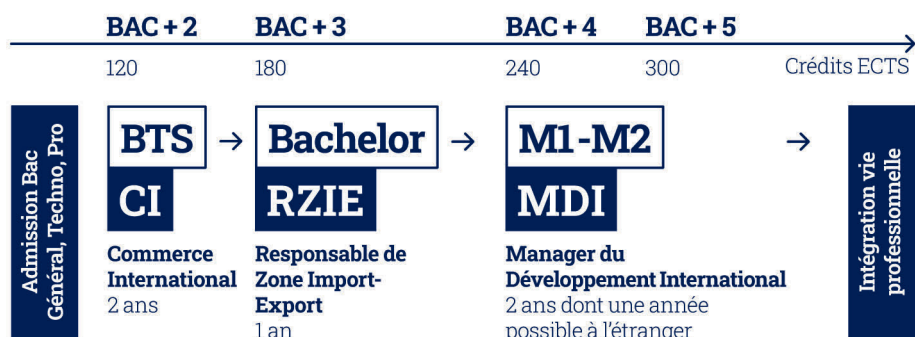 BAC + 2 BAC + 3 BAC + 4 BAC + 5
120 180 240 300 Crédits ECTS
Admission Bac
Général, Techno, Pro
BTS
CI
Commerce
International
2 ans
Bachelor
RZIE
Responsable de
Zone Import-
Export
1 an
M1-M2
MDI
Manager du
Développement International
2 ans dont une année
possible à l'étranger
Intégration vie
professionnelle